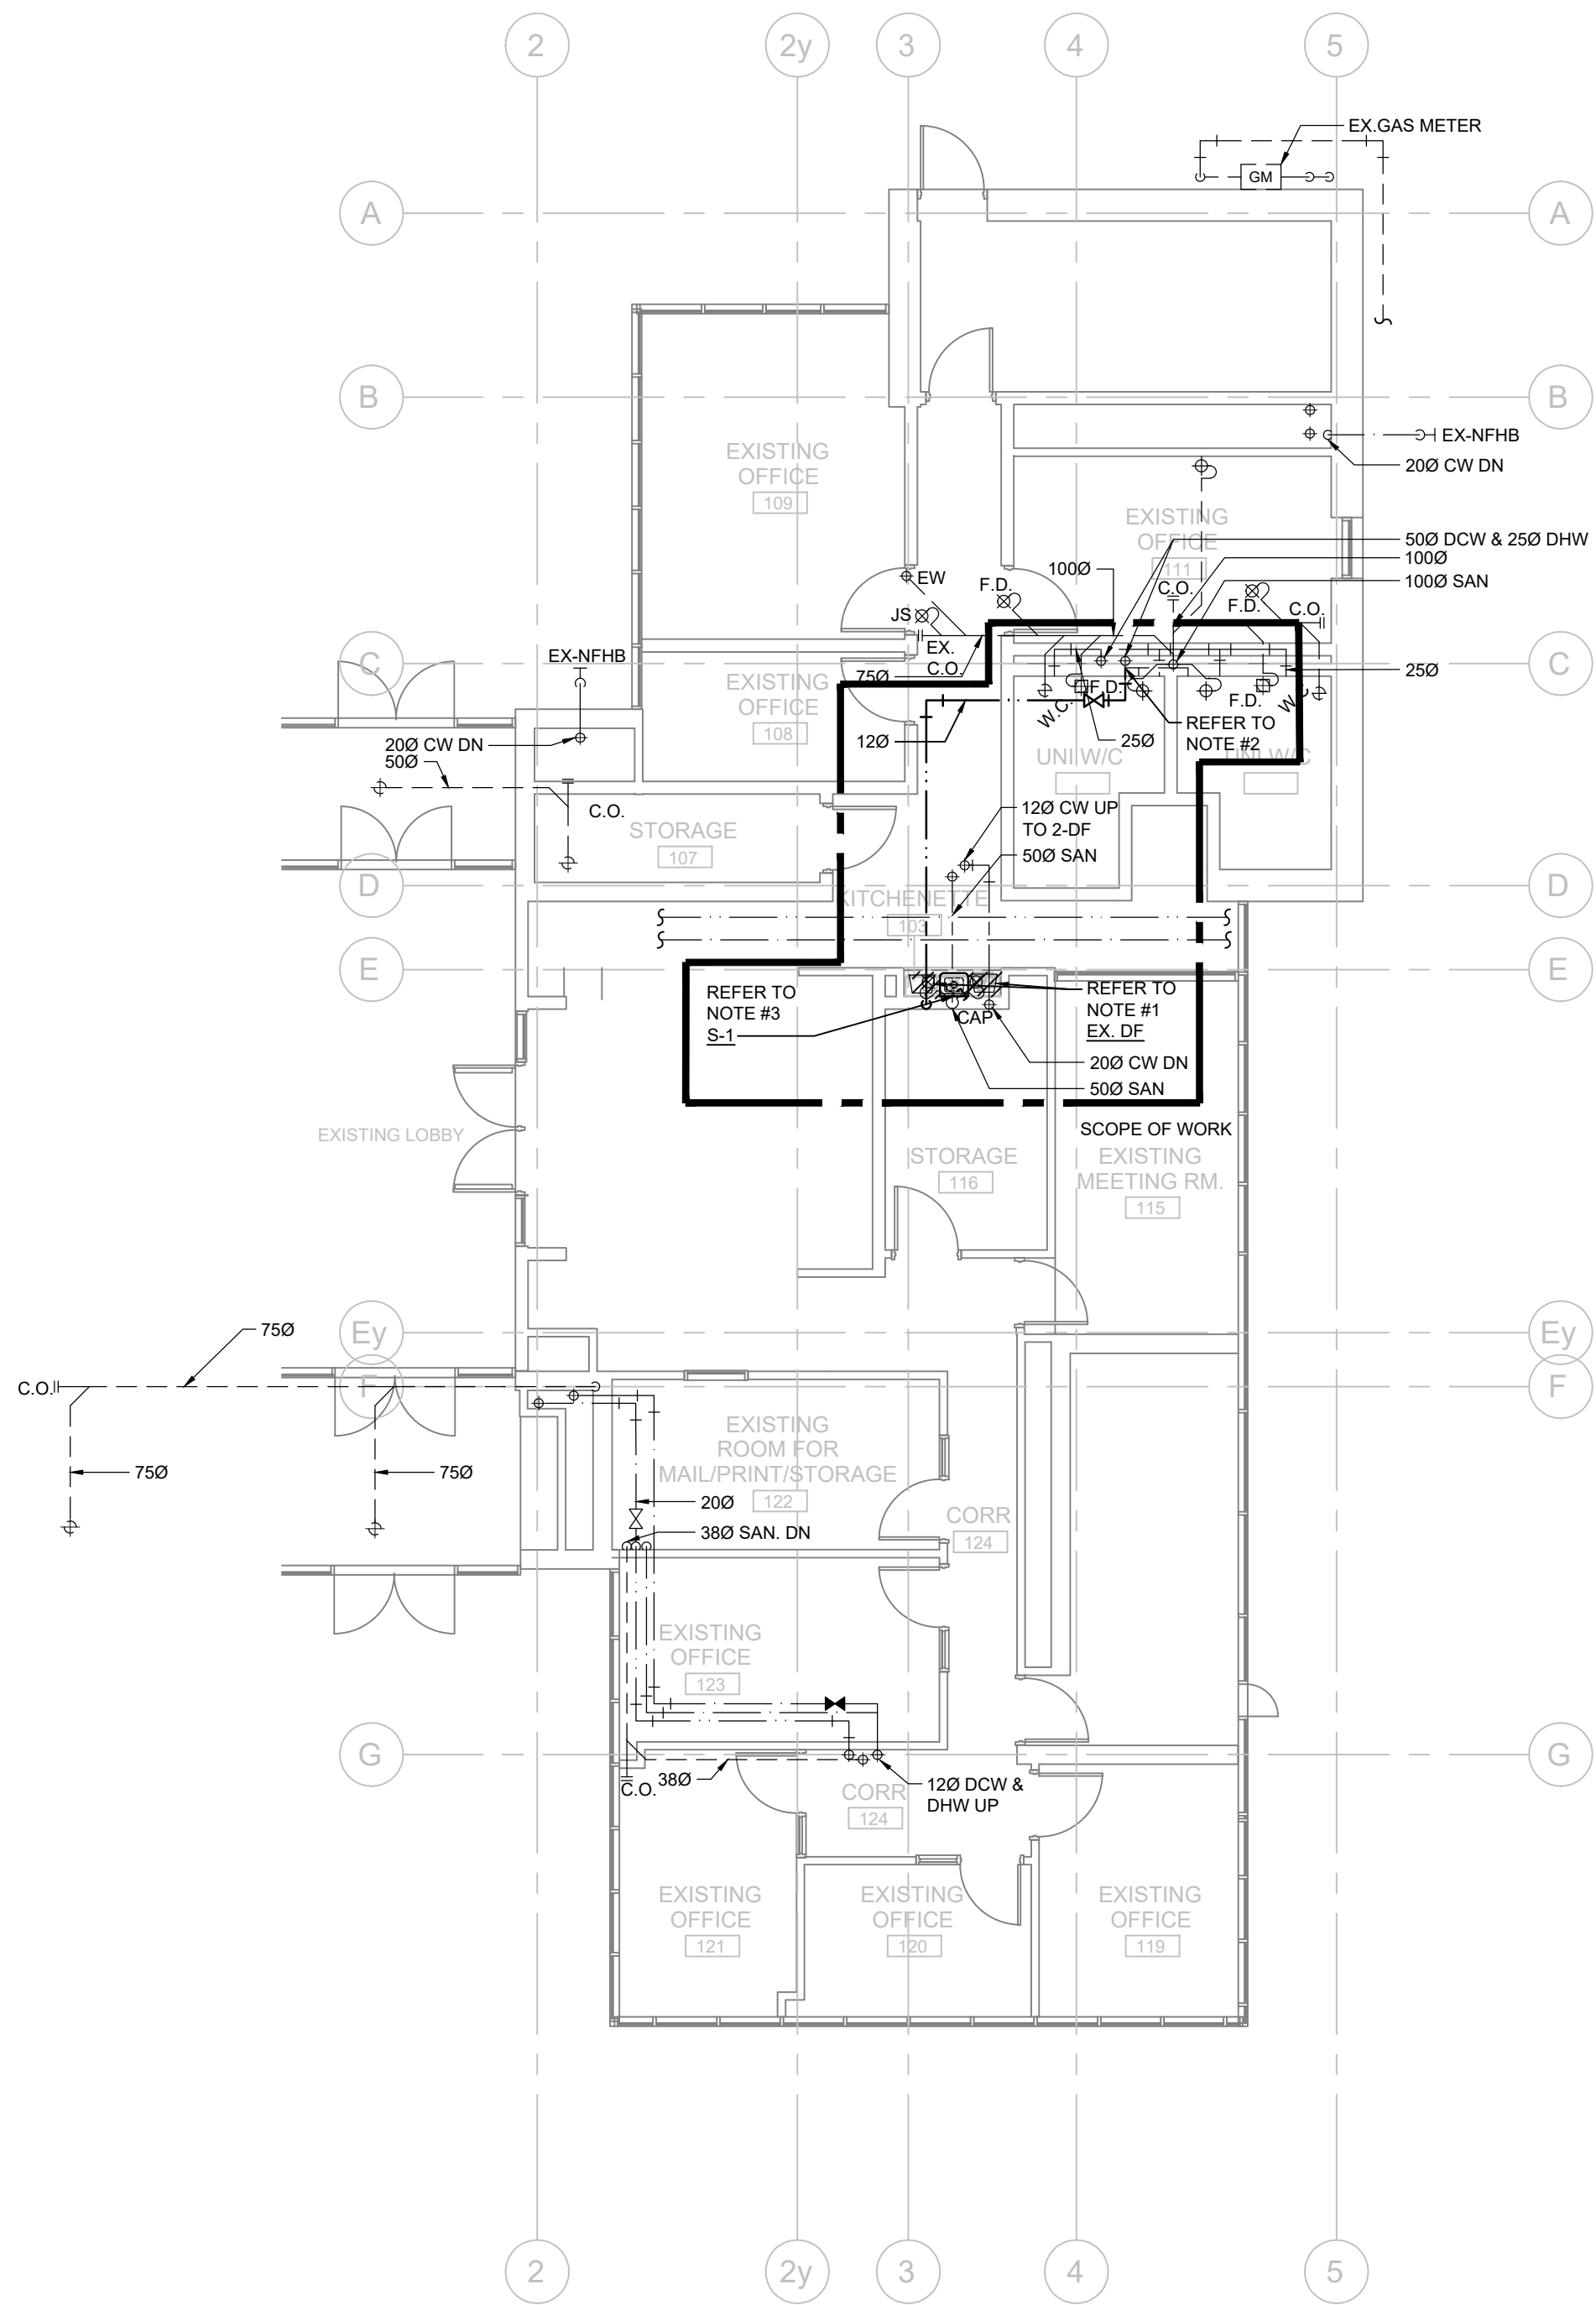 2
2y
3
4
5
EX.GAS METER
GM
A
A
B
B
EX-NFHB
20Ø CW DN
EXISTING
OFFICE
109
EXISTING
OFFICE
111
50Ø DCW & 25Ø DHW
100Ø
100Ø SAN
100Ø
EW
F.D.
JS
C.O.
F.D.
C.O.
EX.
C.O.
75Ø
C
C
EX-NFHB
25Ø
EXISTING
OFFICE
108
W.C.
F.D.
F.D.
W.C.
REFER TO
NOTE #2
12Ø
25Ø
20Ø CW DN
50Ø
UNI W/C
UNI W/C
C.O.
STORAGE
107
12Ø CW UP
TO 2-DF
50Ø SAN
D
D
KITCHENETTE
103
E
E
REFER TO
NOTE #3
S-1
CAP
REFER TO
NOTE #1
EX. DF
20Ø CW DN
50Ø SAN
SCOPE OF WORK
EXISTING LOBBY
STORAGE
116
EXISTING
MEETING RM.
115
75Ø
Ey
Ey
C.O.
F
F
75Ø
75Ø
EXISTING
ROOM FOR
MAIL/PRINT/STORAGE
122
20Ø
38Ø SAN. DN
CORR
124
EXISTING
OFFICE
123
G
G
C.O.
38Ø
12Ø DCW &
DHW UP
CORR
124
EXISTING
OFFICE
121
EXISTING
OFFICE
120
EXISTING
OFFICE
119
2
2y
3
4
5